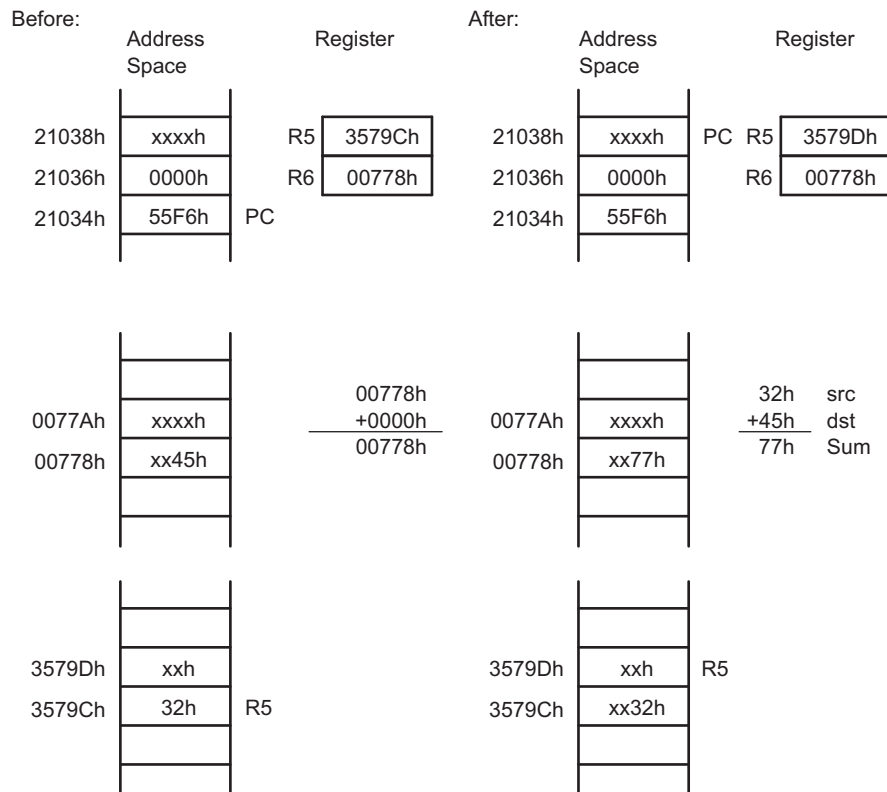 Before:
Address
Space
Register
21038h xxxxh R5 3579Ch
21036h 0000h R6 00778h
21034h 55F6h PC
00778h
0077Ah xxxxh +0000h
00778h xx45h 00778h
3579Dh xxh
3579Ch 32h R5
After:
Address
Space
Register
21038h xxxxh PC R5 3579Dh
21036h 0000h R6 00778h
21034h 55F6h
32h src
0077Ah xxxxh +45h dst
00778h xx77h 77h Sum
3579Dh xxh R5
3579Ch xx32h